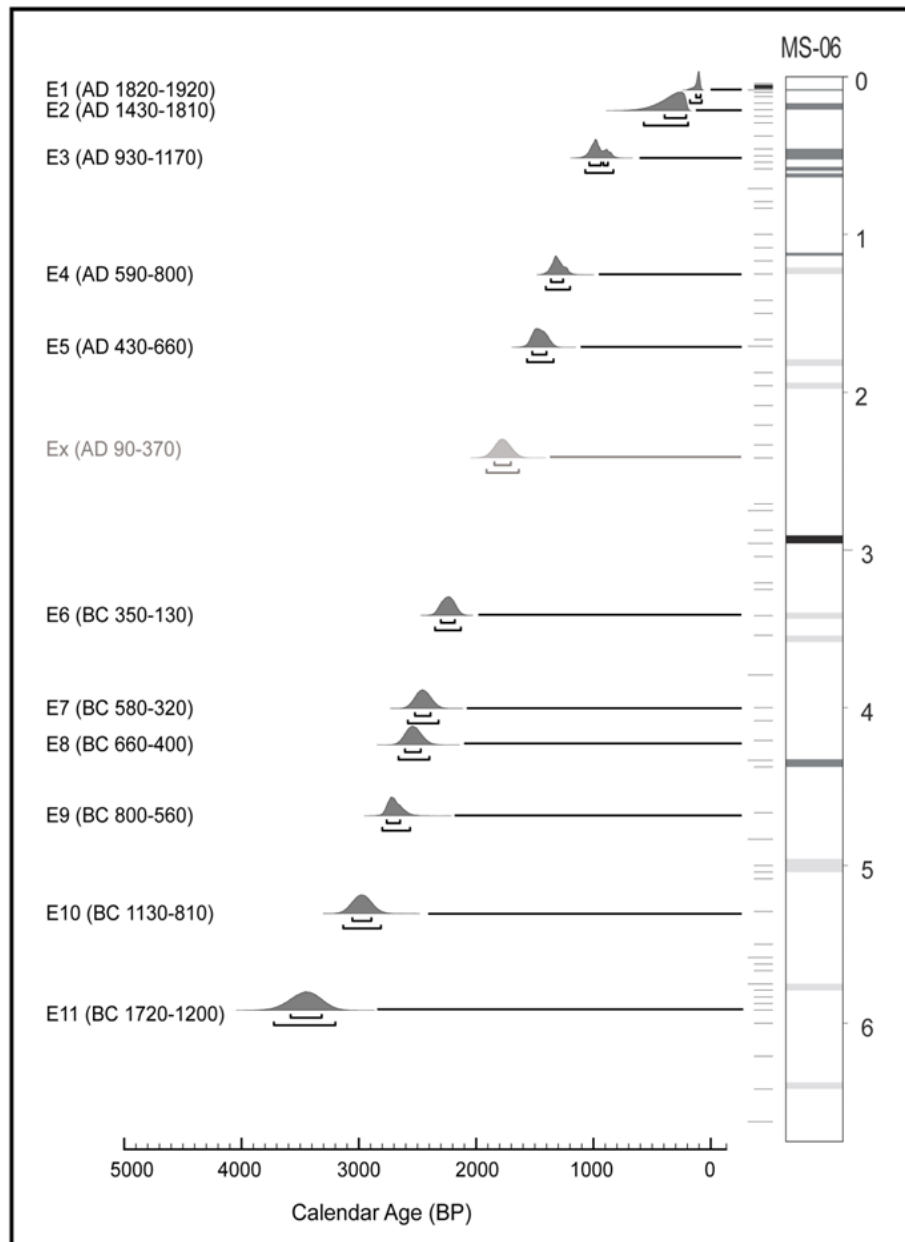 MS-06
0
E1 (AD 1820-1920)
E2 (AD 1430-1810)
E3 (AD 930-1170)
1
E4 (AD 590-800)
E5 (AD 430-660)
2
Ex (AD 90-370)
3
E6 (BC 350-130)
E7 (BC 580-320)
4
E8 (BC 660-400)
E9 (BC 800-560)
5
E10 (BC 1130-810)
E11 (BC 1720-1200)
6
5000 4000 3000 2000 1000 0
Calendar Age (BP)